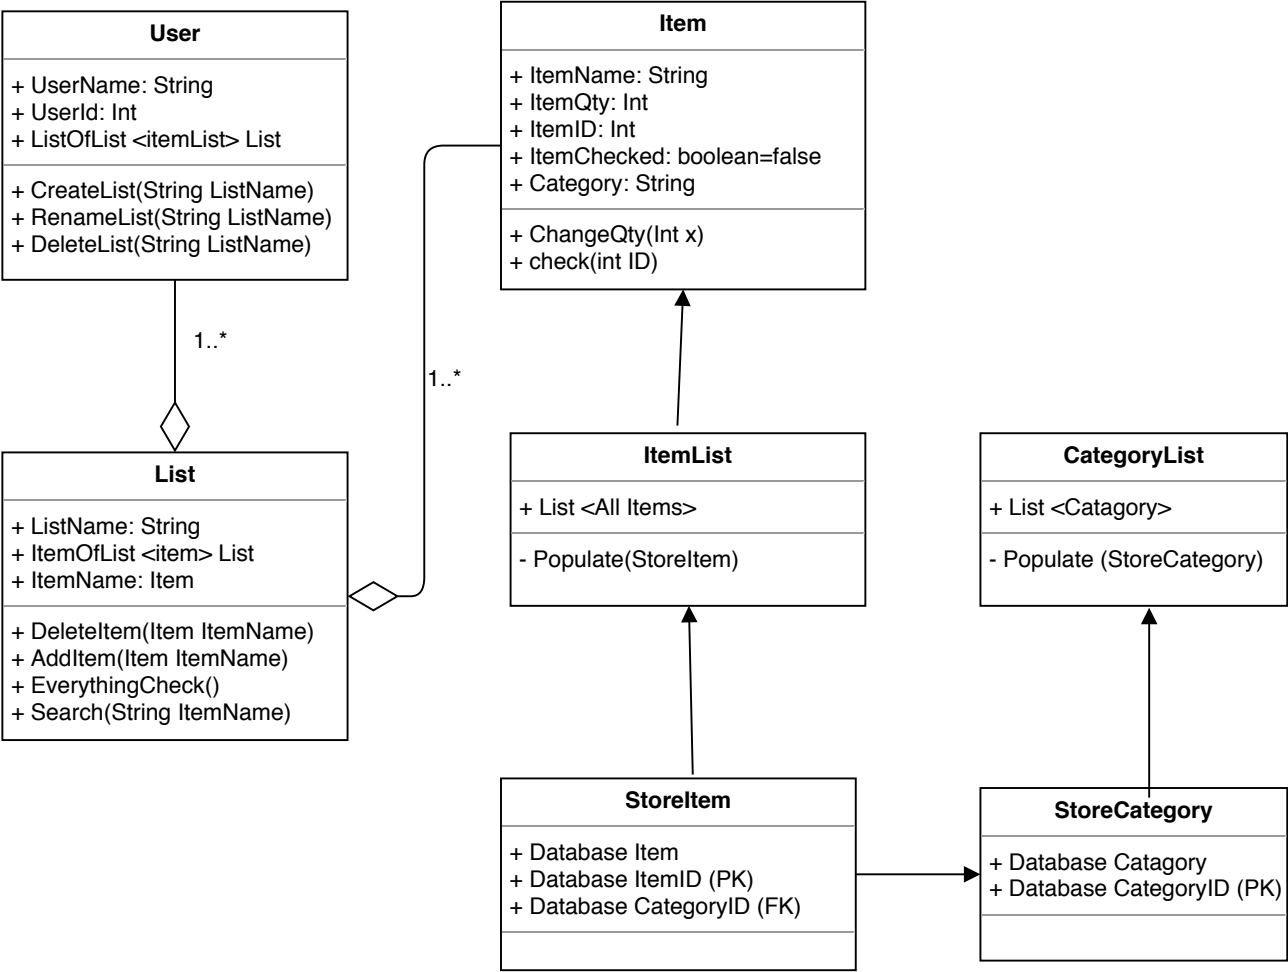 User
+ UserName: String
+ UserId: Int
+ ListOfList <itemList> List
+ CreateList(String ListName)
+ RenameList(String ListName)
+ DeleteList(String ListName)
1..*
List
+ ListName: String
+ ItemOfList <item> List
+ ItemName: Item
+ DeleteItem(Item ItemName)
+ AddItem(Item ItemName)
+ EverythingCheck()
+ Search(String ItemName)
1..*
Item
+ ItemName: String
+ ItemQty: Int
+ ItemID: Int
+ ItemChecked: boolean=false
+ Category: String
+ ChangeQty(Int x)
+ check(int ID)
ItemList
+ List <All Items>
- Populate(StoreItem)
CategoryList
+ List <Catagory>
- Populate (StoreCategory)
StoreItem
+ Database Item
+ Database ItemID (PK)
+ Database CategoryID (FK)
StoreCategory
+ Database Catagory
+ Database CategoryID (PK)